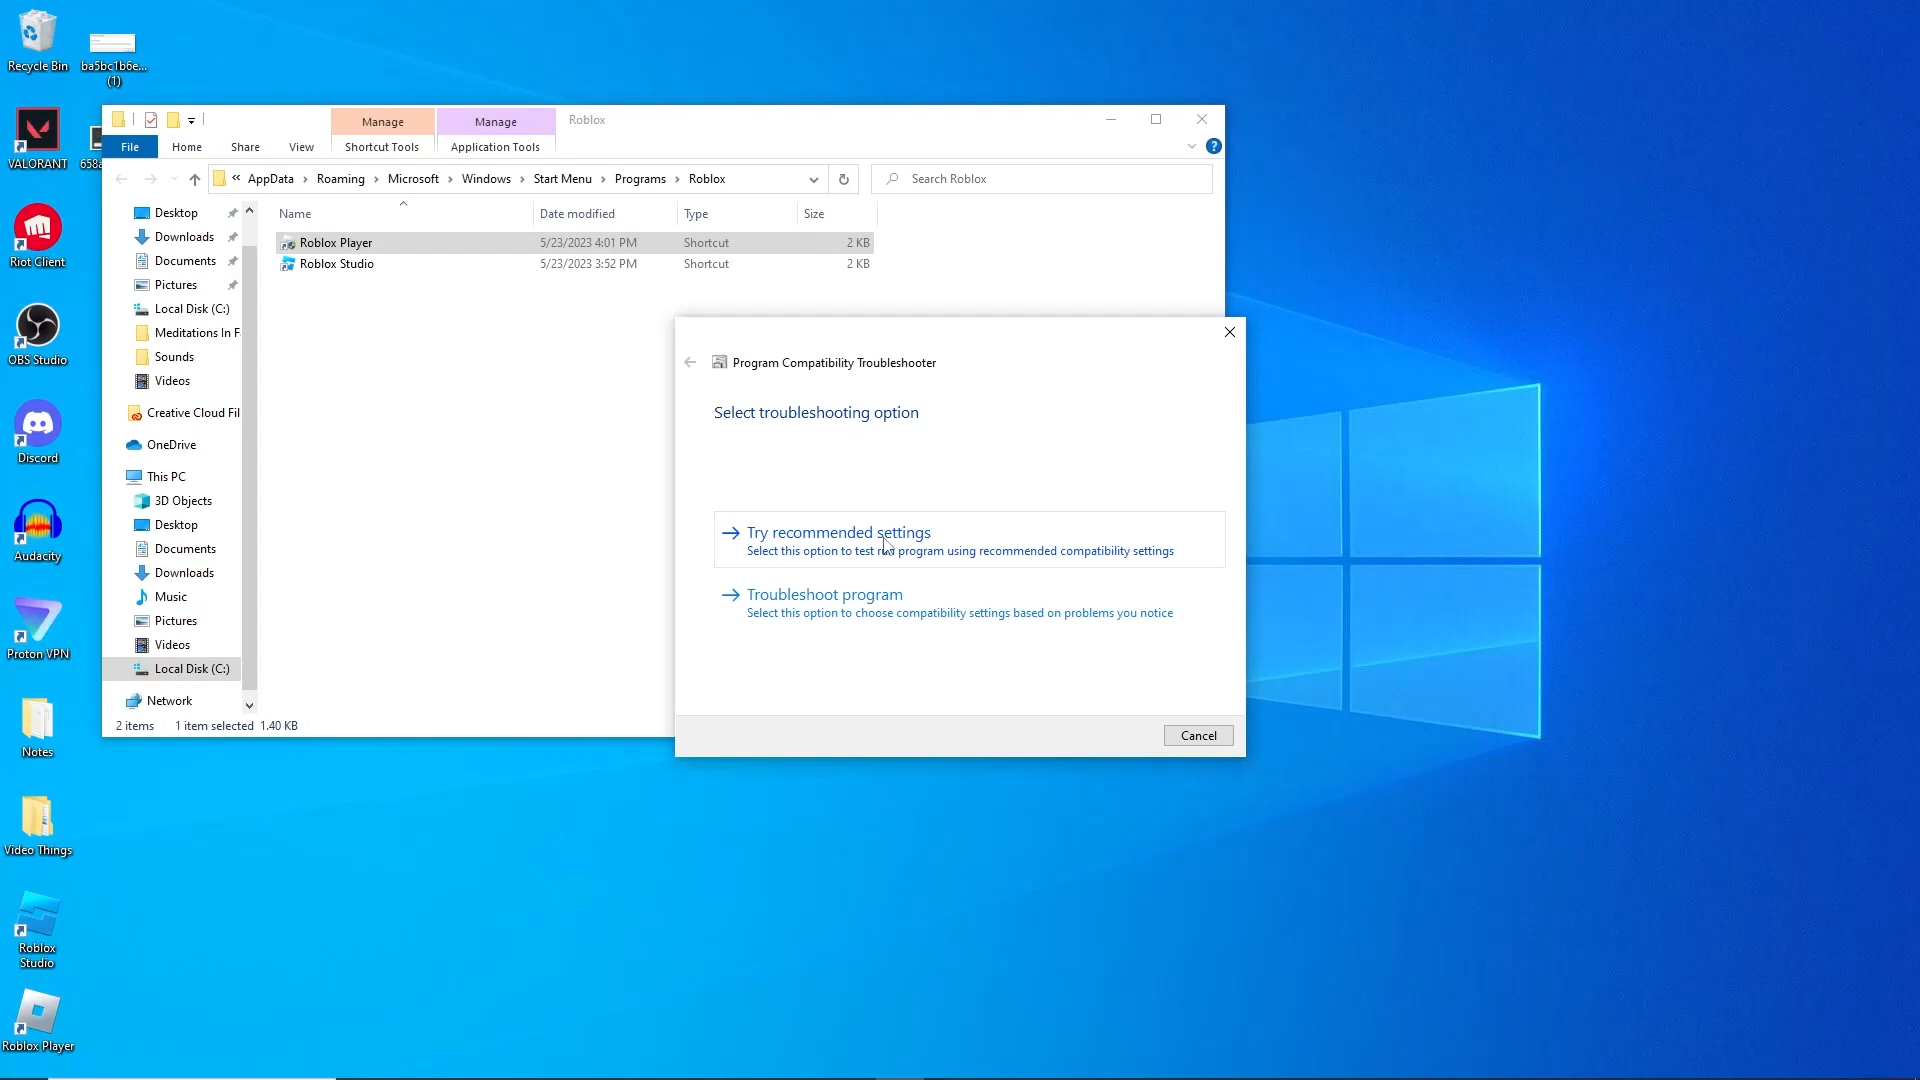 Recycle Bin
ba5bc1b6e...
(1)
VALORANT
658a
Riot Client
OBS Studio
Discord
Audacity
Proton VPN
Notes
Video Things
Roblox
Studio
Roblox Player
Manage
Manage
Roblox
File
Home
Share
View
Shortcut Tools
Application Tools
?
« AppData > Roaming > Microsoft > Windows > Start Menu > Programs > Roblox
Search Roblox
Desktop
Downloads
Documents
Pictures
Local Disk (C:)
Meditations In F
Sounds
Videos
Creative Cloud Fil
OneDrive
This PC
3D Objects
Desktop
Documents
Downloads
Music
Pictures
Videos
Local Disk (C:)
Network
Name Date modified Type Size
Roblox Player 5/23/2023 4:01 PM Shortcut 2 KB
Roblox Studio 5/23/2023 3:52 PM Shortcut 2 KB
2 items 1 item selected 1.40 KB
Program Compatibility Troubleshooter
Select troubleshooting option
Try recommended settings
Select this option to test run program using recommended compatibility settings
Troubleshoot program
Select this option to choose compatibility settings based on problems you notice
Cancel